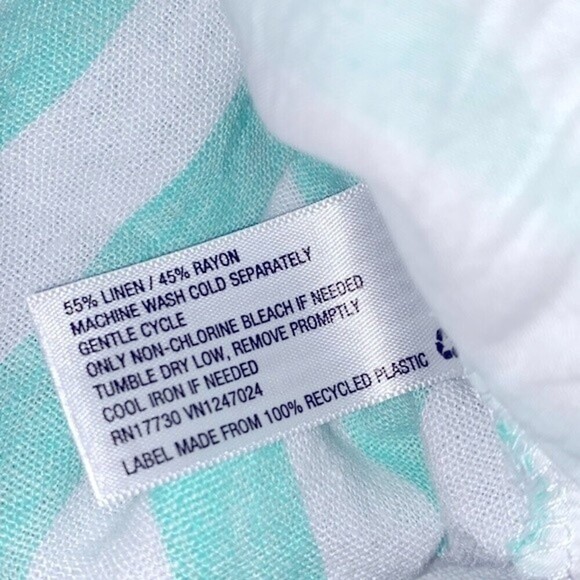 55% LINEN / 45% RAYON
MACHINE WASH COLD SEPARATELY
GENTLE CYCLE
ONLY NON-CHLORINE BLEACH IF NEEDED
TUMBLE DRY LOW, REMOVE PROMPTLY
COOL IRON IF NEEDED
RN17730 VN1247024
LABEL MADE FROM 100% RECYCLED PLASTIC